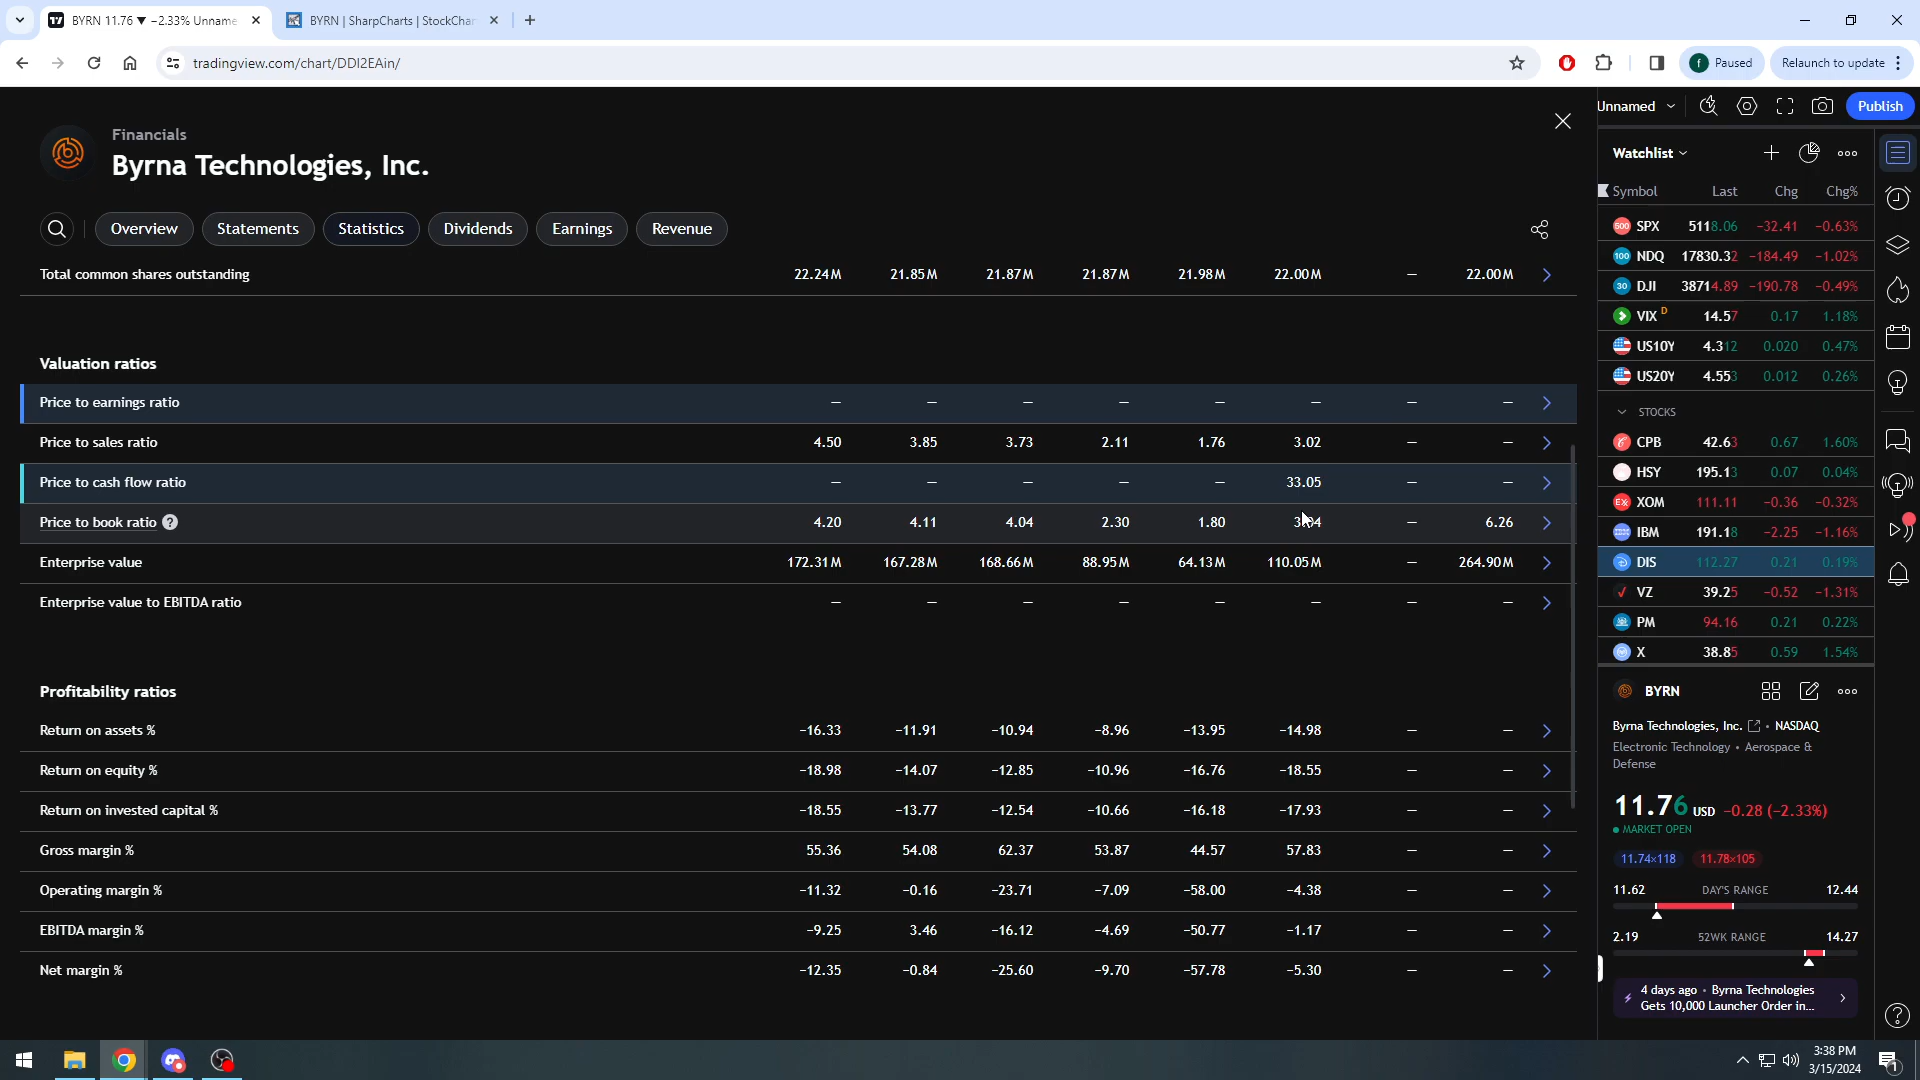 BYRN 11.76 ▼ −2.33% Unname
BYRN | SharpCharts | StockChar
tradingview.com/chart/DDI2EAin/
Paused
Relaunch to update
Financials
Byrna Technologies, Inc.
Overview Statements Statistics Dividends Earnings Revenue
Total common shares outstanding 22.24M 21.85M 21.87M 21.87M 21.98M 22.00M — 22.00M
Valuation ratios
Price to earnings ratio — — — — — — — —
Price to sales ratio 4.50 3.85 3.73 2.11 1.76 3.02 — —
Price to cash flow ratio — — — — — 33.05 — —
Price to book ratio ? 4.20 4.11 4.04 2.30 1.80 — 6.26
Enterprise value 172.31M 167.28M 168.66M 88.95M 64.13M 110.05M — 264.90M
Enterprise value to EBITDA ratio — — — — — — — —
Profitability ratios
Return on assets % −16.33 −11.91 −10.94 −8.96 −13.95 −14.98 — —
Return on equity % −18.98 −14.07 −12.85 −10.96 −16.76 −18.55 — —
Return on invested capital % −18.55 −13.77 −12.54 −10.66 −16.18 −17.93 — —
Gross margin % 55.36 54.08 62.37 53.87 44.57 57.83 — —
Operating margin % −11.32 −0.16 −23.71 −7.09 −58.00 −4.38 — —
EBITDA margin % −9.25 3.46 −16.12 −4.69 −50.77 −1.17 — —
Net margin % −12.35 −0.84 −25.60 −9.70 −57.78 −5.30 — —
Unnamed Publish
Watchlist
Symbol Last Chg Chg%
SPX 5118.06 −32.41 −0.63%
NDQ 17830.32 −184.49 −1.02%
DJI 38714.89 −190.78 −0.49%
VIX D 14.57 0.17 1.18%
US10Y 4.312 0.020 0.47%
US20Y 4.553 0.012 0.26%
STOCKS
CPB 42.63 0.67 1.60%
HSY 195.13 0.07 0.04%
XOM 111.11 −0.36 −0.32%
IBM 191.18 −2.25 −1.16%
DIS 112.27 0.21 0.19%
VZ 39.25 −0.52 −1.31%
PM 94.16 0.21 0.22%
X 38.85 0.59 1.54%
BYRN
Byrna Technologies, Inc. • NASDAQ
Electronic Technology • Aerospace &
Defense
11.76 USD −0.28 (−2.33%)
MARKET OPEN
11.74×118 11.78×105
11.62 DAY'S RANGE 12.44
2.19 52WK RANGE 14.27
4 days ago • Byrna Technologies
Gets 10,000 Launcher Order in...
3:38 PM
3/15/2024